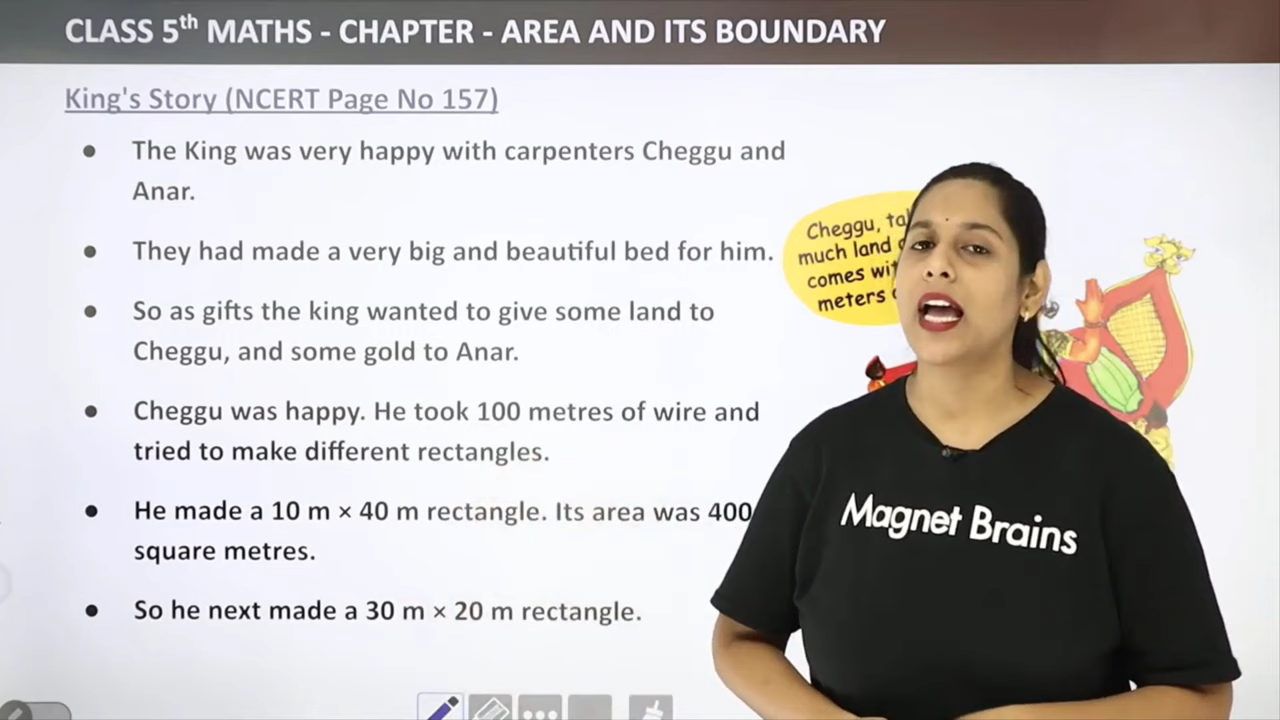 CLASS 5th MATHS - CHAPTER - AREA AND ITS BOUNDARY
King's Story (NCERT Page No 157)
● The King was very happy with carpenters Cheggu and
Anar.
● They had made a very big and beautiful bed for him.
● So as gifts the king wanted to give some land to
Cheggu, and some gold to Anar.
● Cheggu was happy. He took 100 metres of wire and
tried to make different rectangles.
● He made a 10 m × 40 m rectangle. Its area was 400
square metres.
● So he next made a 30 m × 20 m rectangle.
Cheggu,
much land
comes
meters
Magnet Brains